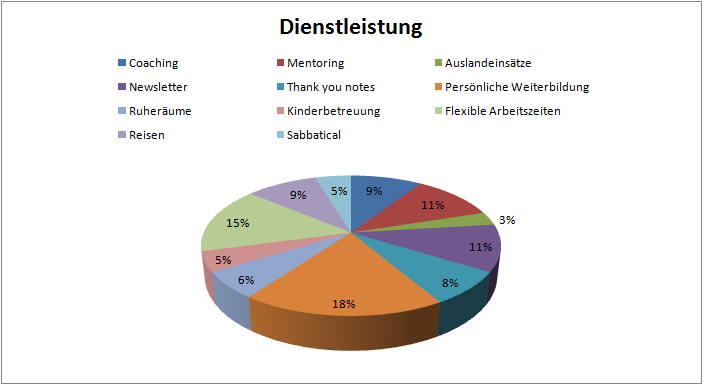 Dienstleistung
Coaching Mentoring Auslandeinsätze
Newsletter Thank you notes Persönliche Weiterbildung
Ruheräume Kinderbetreuung Flexible Arbeitszeiten
Reisen Sabbatical
5% 9%
9% 11%
15% 3%
5% 11%
6% 8%
18%